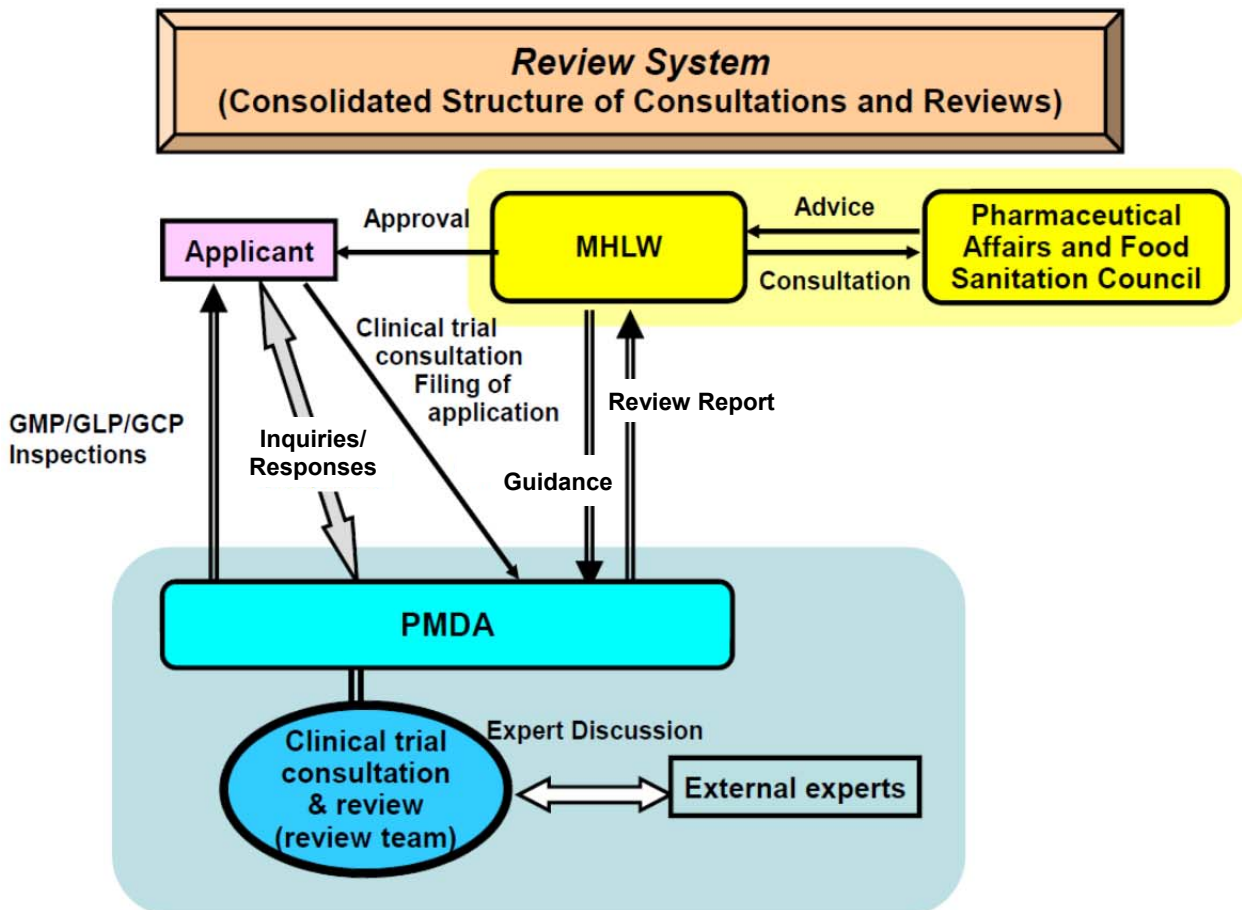 Review System
(Consolidated Structure of Consultations and Reviews)
Approval
Applicant
MHLW
Advice
Consultation
Pharmaceutical
Affairs and Food
Sanitation Council
Clinical trial
consultation
Filing of
application
GMP/GLP/GCP
Inspections
Inquiries/
Responses
Guidance
Review Report
PMDA
Clinical trial
consultation
& review
(review team)
Expert Discussion
External experts